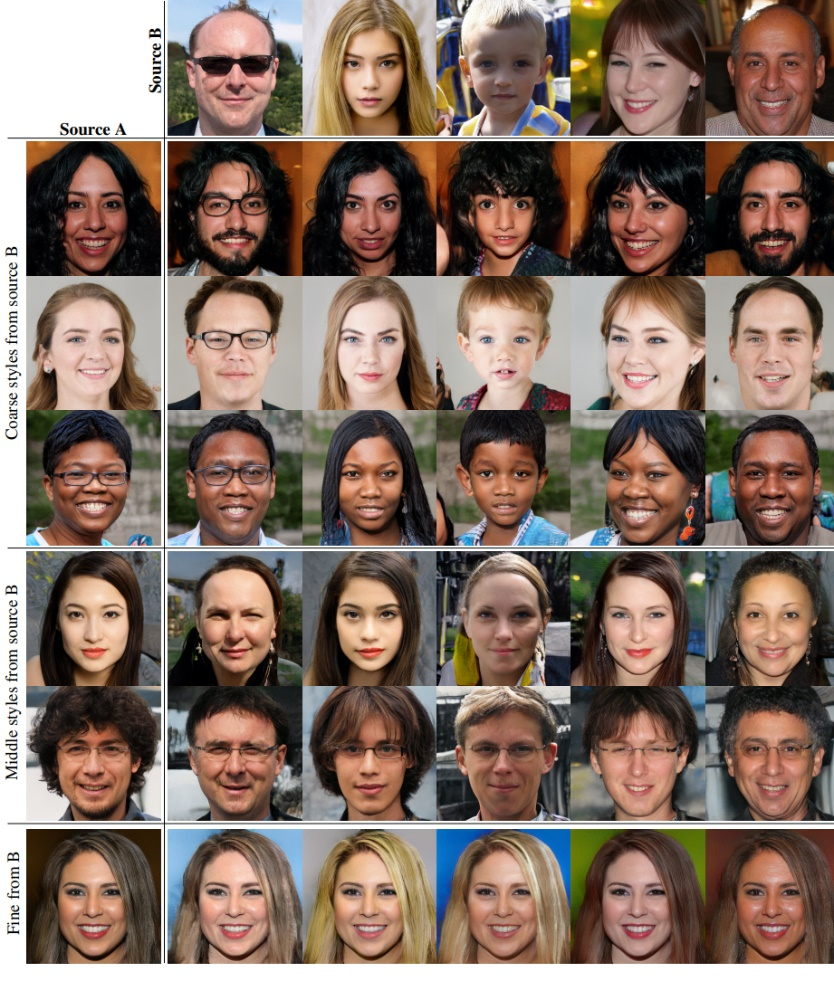 Source B
Source A
Coarse styles from source B
Middle styles from source B
Fine from B